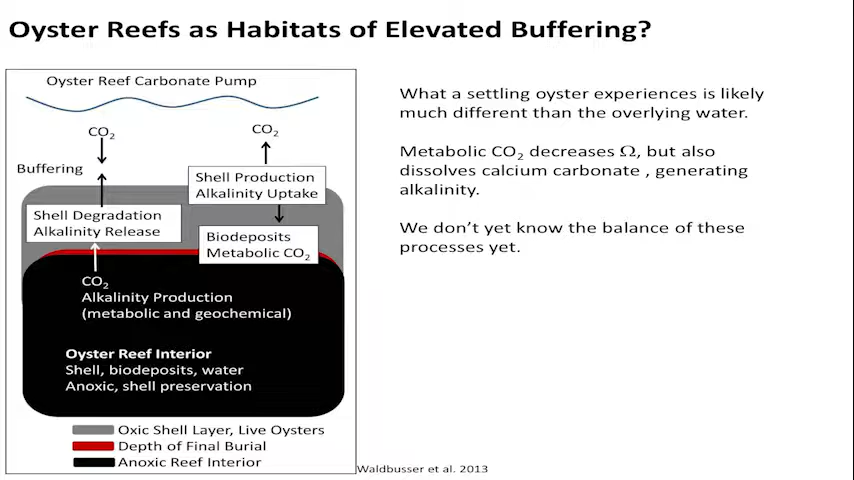 Oyster Reefs as Habitats of Elevated Buffering?
Oyster Reef Carbonate Pump
CO2
CO2
Buffering
Shell Production
Alkalinity Uptake
Shell Degradation
Alkalinity Release
Biodeposits
Metabolic CO2
CO2
Alkalinity Production
(metabolic and geochemical)
Oyster Reef Interior
Shell, biodeposits, water
Anoxic, shell preservation
Oxic Shell Layer, Live Oysters
Depth of Final Burial
Anoxic Reef Interior
Waldbusser et al. 2013
What a settling oyster experiences is likely
much different than the overlying water.
Metabolic CO2 decreases Ω, but also
dissolves calcium carbonate , generating
alkalinity.
We don’t yet know the balance of these
processes yet.